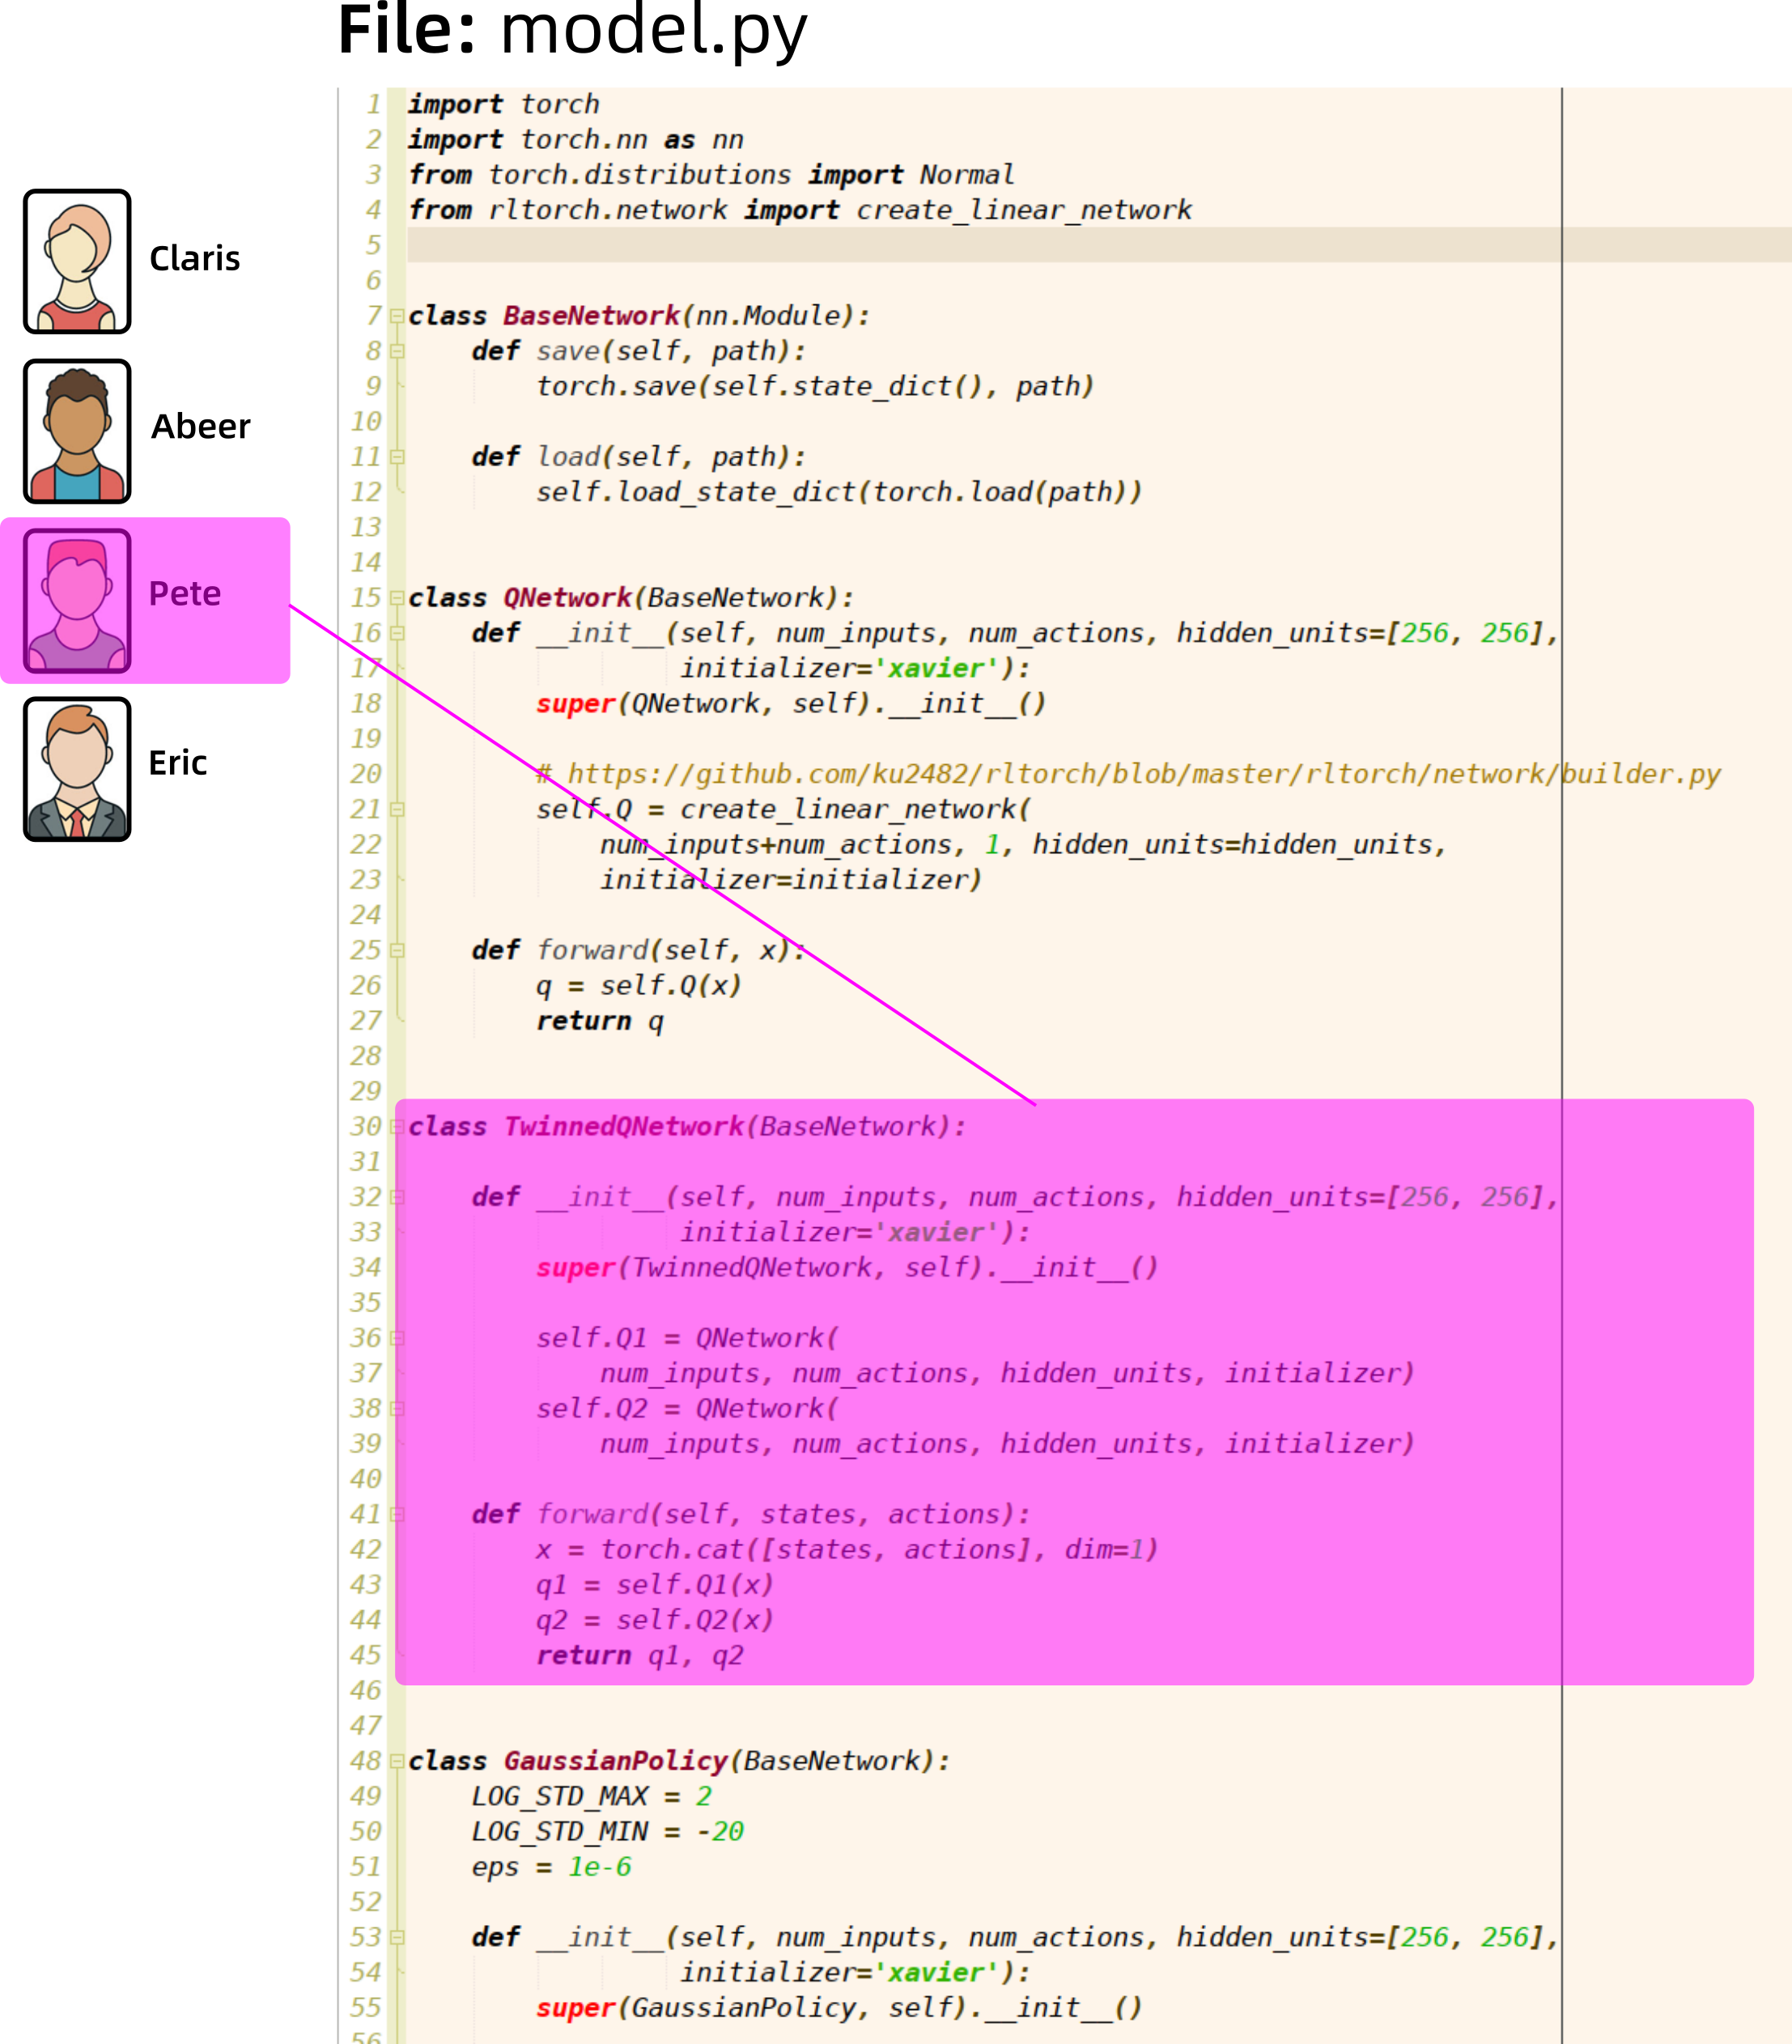 File: model.py
Claris
Abeer
Pete
Eric
1 import torch
2 import torch.nn as nn
3 from torch.distributions import Normal
4 from rltorch.network import create_linear_network
5
6
7 class BaseNetwork(nn.Module):
8     def save(self, path):
9         torch.save(self.state_dict(), path)
10
11     def load(self, path):
12         self.load_state_dict(torch.load(path))
13
14
15 class QNetwork(BaseNetwork):
16     def __init__(self, num_inputs, num_actions, hidden_units=[256, 256],
17                  initializer='xavier'):
18         super(QNetwork, self).__init__()
19
20         # https://github.com/ku2482/rltorch/blob/master/rltorch/network/builder.py
21         self.Q = create_linear_network(
22             num_inputs+num_actions, 1, hidden_units=hidden_units,
23             initializer=initializer)
24
25     def forward(self, x):
26         q = self.Q(x)
27         return q
28
29
30 class TwinnedQNetwork(BaseNetwork):
31
32     def __init__(self, num_inputs, num_actions, hidden_units=[256, 256],
33                  initializer='xavier'):
34         super(TwinnedQNetwork, self).__init__()
35
36         self.Q1 = QNetwork(
37             num_inputs, num_actions, hidden_units, initializer)
38         self.Q2 = QNetwork(
39             num_inputs, num_actions, hidden_units, initializer)
40
41     def forward(self, states, actions):
42         x = torch.cat([states, actions], dim=1)
43         q1 = self.Q1(x)
44         q2 = self.Q2(x)
45         return q1, q2
46
47
48 class GaussianPolicy(BaseNetwork):
49     LOG_STD_MAX = 2
50     LOG_STD_MIN = -20
51     eps = 1e-6
52
53     def __init__(self, num_inputs, num_actions, hidden_units=[256, 256],
54                  initializer='xavier'):
55         super(GaussianPolicy, self).__init__()
56